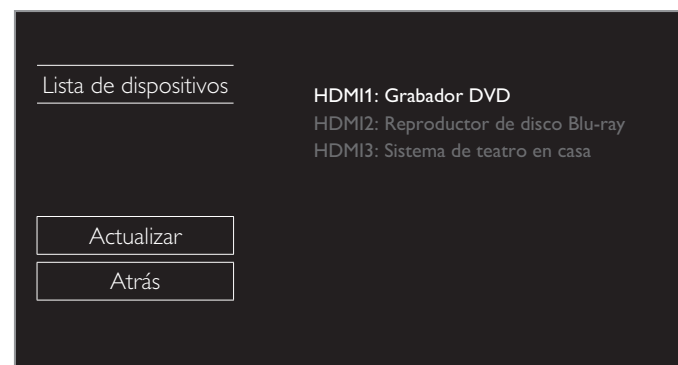 Lista de dispositivos
HDMI1: Grabador DVD
HDMI2: Reproductor de disco Blu-ray
HDMI3: Sistema de teatro en casa
Actualizar
Atrás